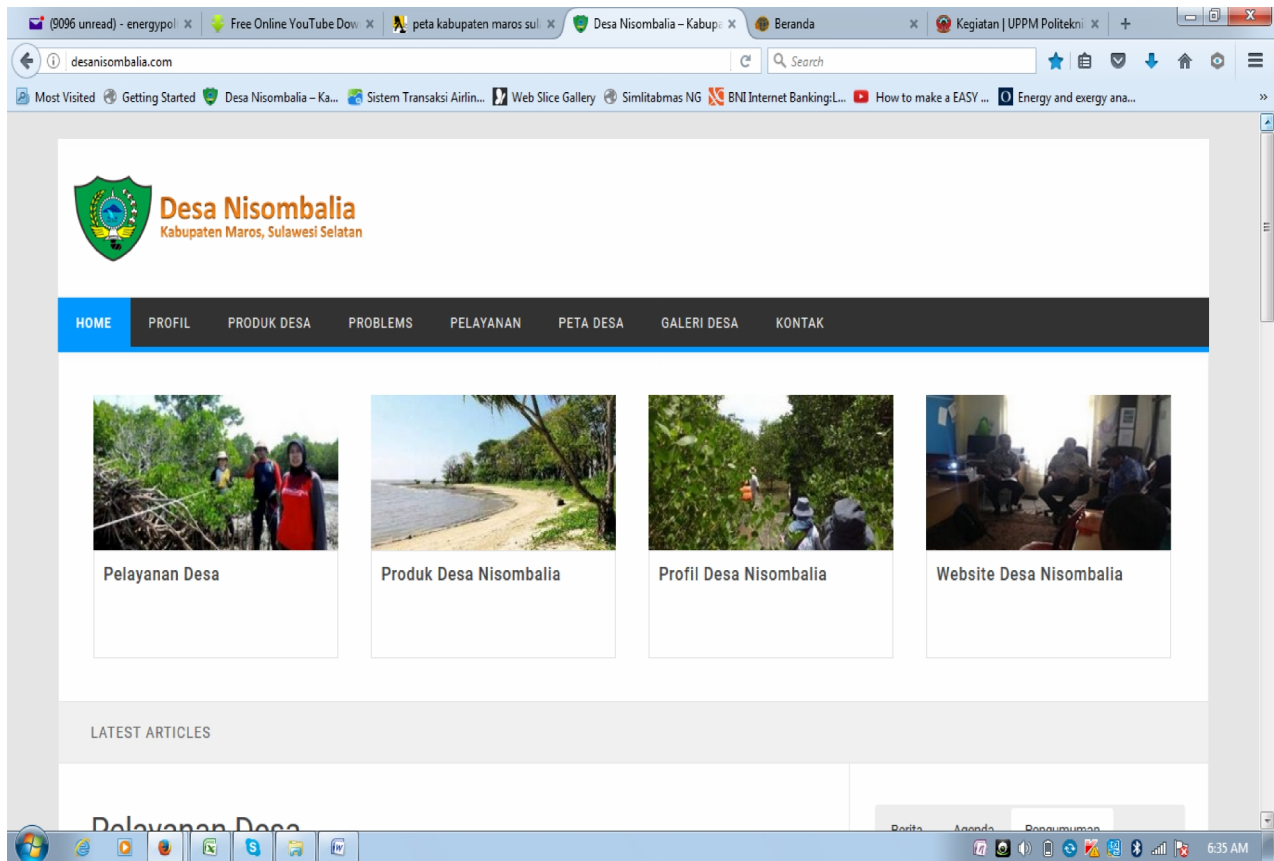 (9096 unread) - energypoli
Free Online YouTube Dow
peta kabupaten maros sul
Desa Nisombalia – Kabupa
Beranda
Kegiatan | UPPM Politekni
desanisombalia.com
Search
Most Visited
Getting Started
Desa Nisombalia – Ka...
Sistem Transaksi Airlin...
Web Slice Gallery
Simlitabmas NG
BNI Internet Banking:L...
How to make a EASY ...
Energy and exergy ana...
Desa Nisombalia
Kabupaten Maros, Sulawesi Selatan
HOME
PROFIL
PRODUK DESA
PROBLEMS
PELAYANAN
PETA DESA
GALERI DESA
KONTAK
Pelayanan Desa
Produk Desa Nisombalia
Profil Desa Nisombalia
Website Desa Nisombalia
LATEST ARTICLES
Pelayanan Desa
Berita
Agenda
Pengumuman
6:35 AM